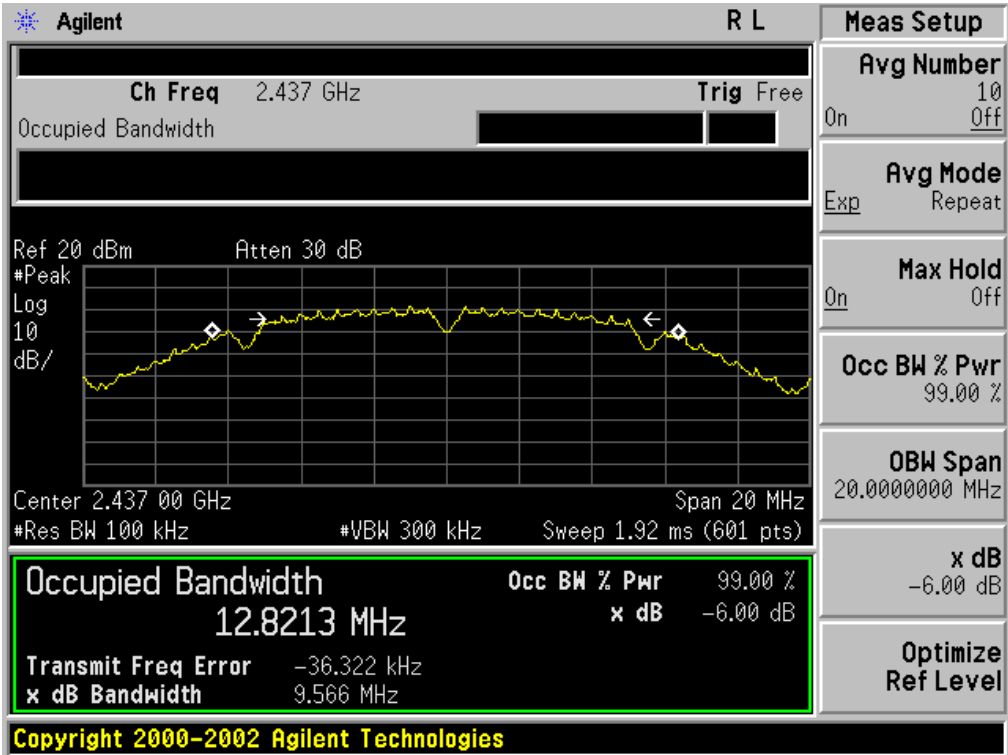 Agilent R L
Ch Freq 2.437 GHz Trig Free
Occupied Bandwidth
Ref 20 dBm Atten 30 dB
#Peak
Log
10
dB/
Center 2.437 00 GHz Span 20 MHz
#Res BW 100 kHz #VBW 300 kHz Sweep 1.92 ms (601 pts)
Occupied Bandwidth Occ BW % Pwr 99.00 %
12.8213 MHz x dB -6.00 dB
Transmit Freq Error -36.322 kHz
x dB Bandwidth 9.566 MHz
Copyright 2000-2002 Agilent Technologies
Meas Setup
Avg Number
10
On Off
Avg Mode
Exp Repeat
Max Hold
On Off
Occ BW % Pwr
99.00 %
OBW Span
20.0000000 MHz
x dB
-6.00 dB
Optimize
Ref Level